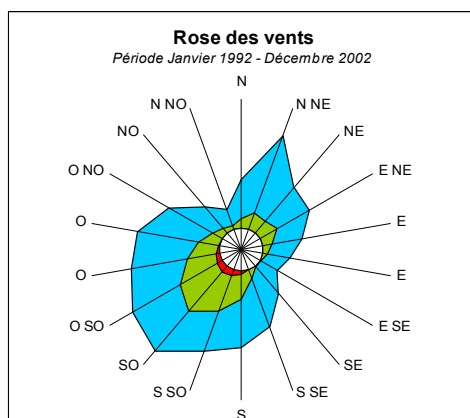 Rose des vents
Période Janvier 1992 - Décembre 2002
N
N NO
N NE
NO
NE
O NO
E NE
O
E
O
E
O SO
E SE
SO
SE
S SO
S SE
S